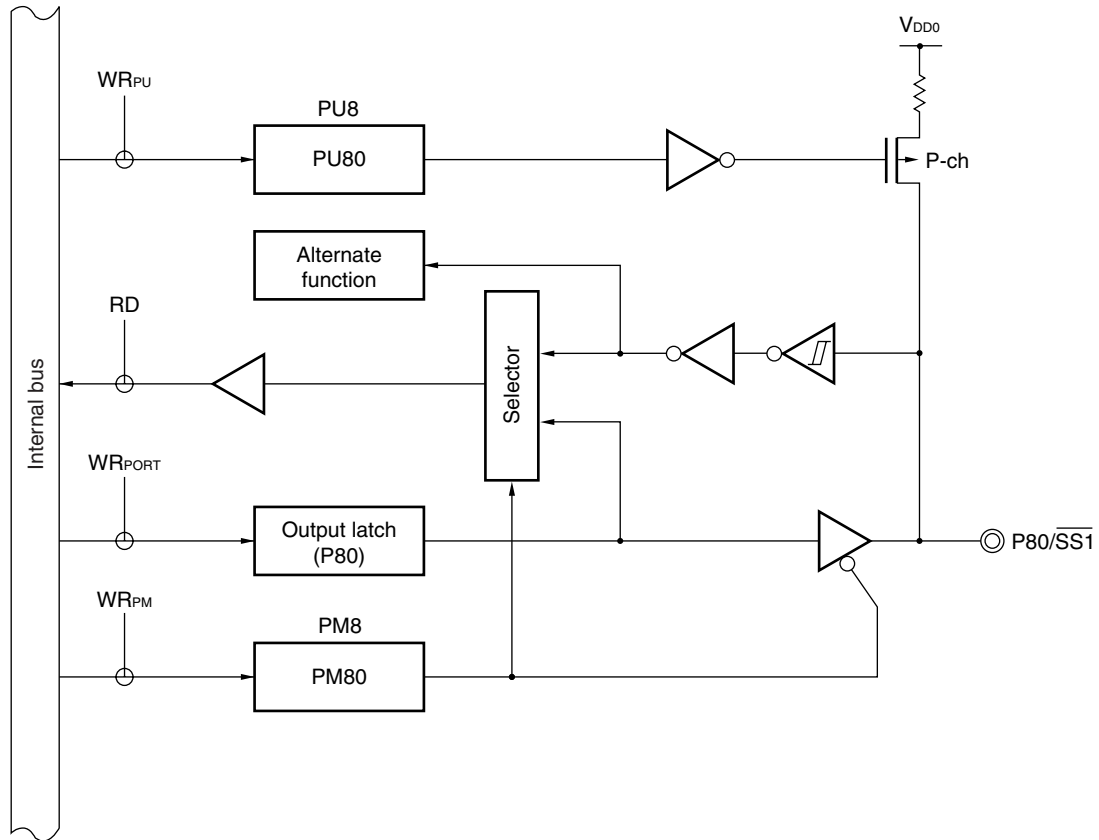 VDD0
WRPU
PU8
PU80
P-ch
Alternate
function
RD
Selector
Internal bus
WRPORT
Output latch
(P80)
P80/S̅S̅1̅
WRPM
PM8
PM80